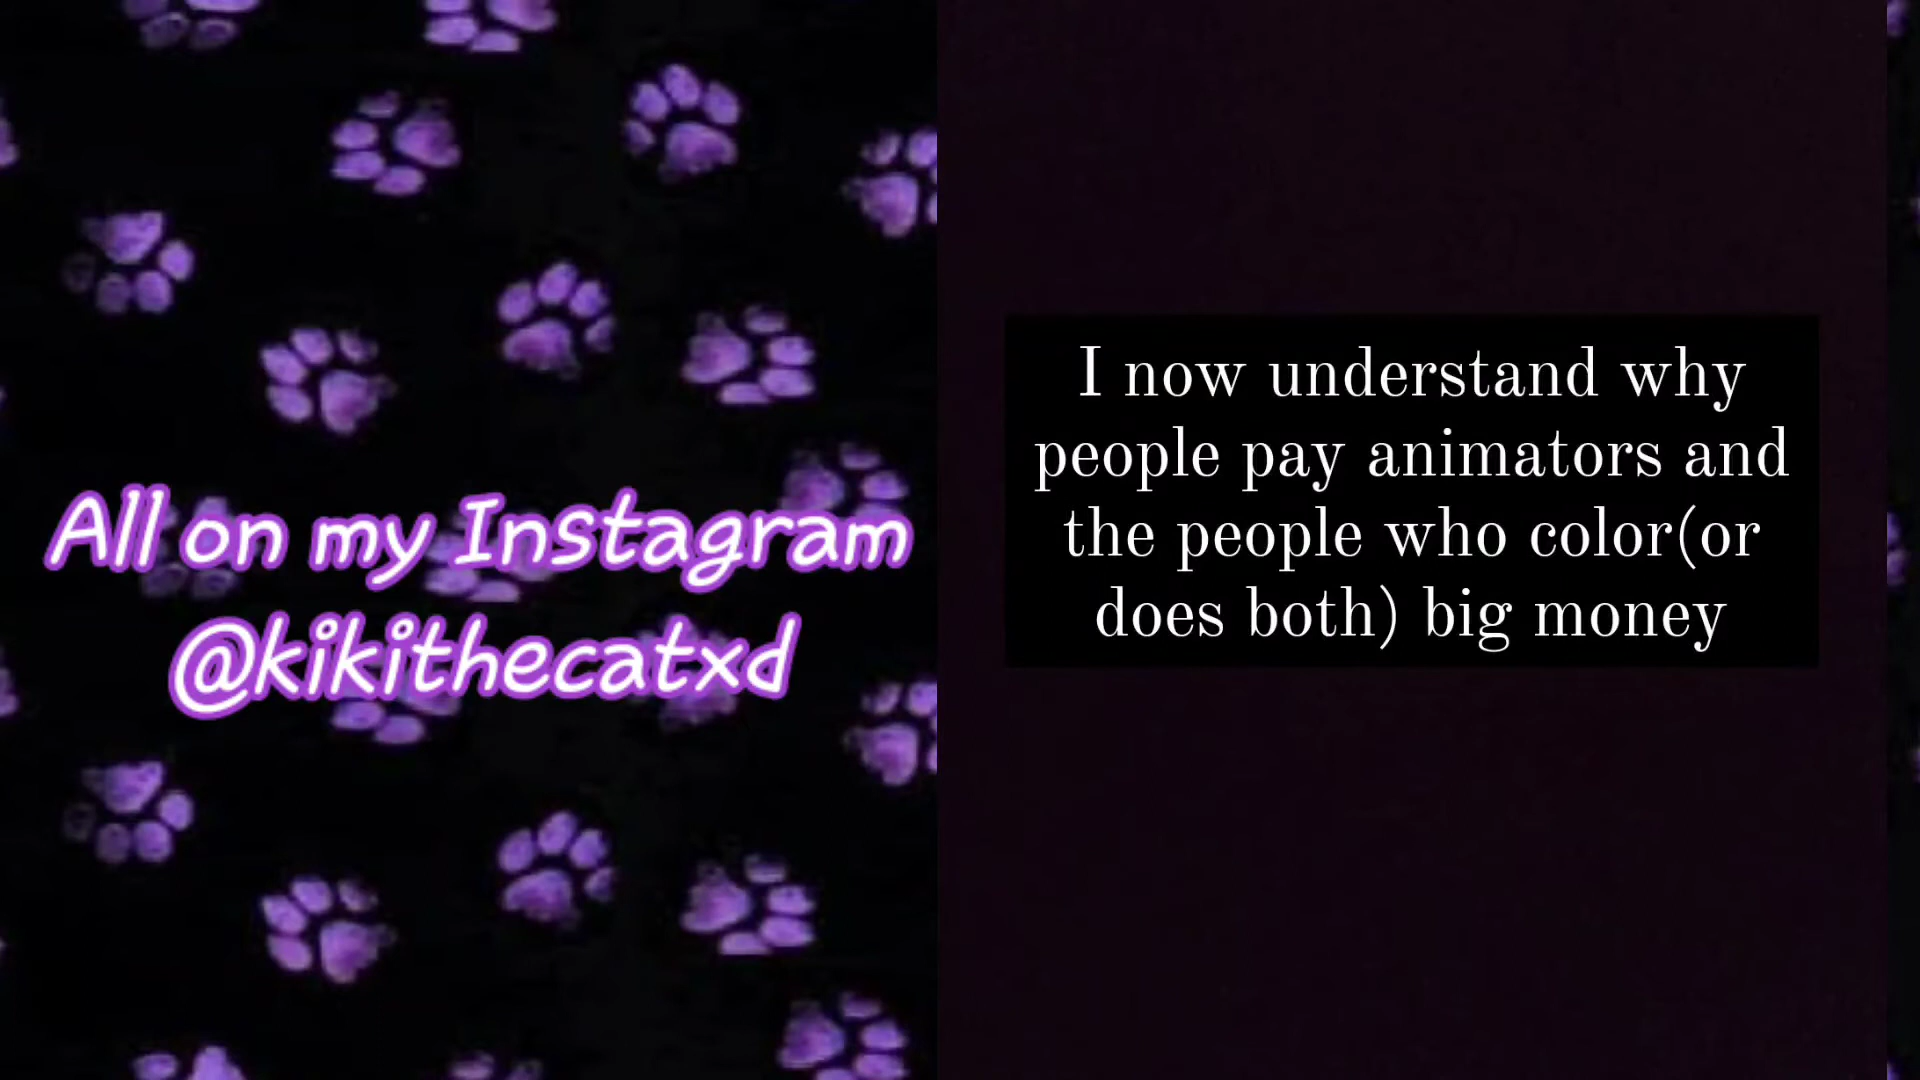 All on my Instagram
@kikithecatxd
I now understand why
people pay animators and
the people who color(or
does both) big money